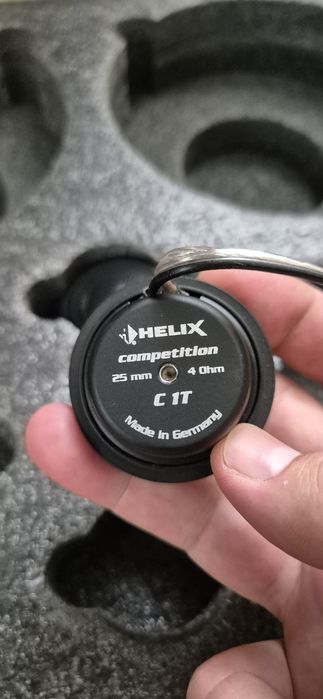 HELIX
competition
25 mm 4 Ohm
C 1T
Made in Germany